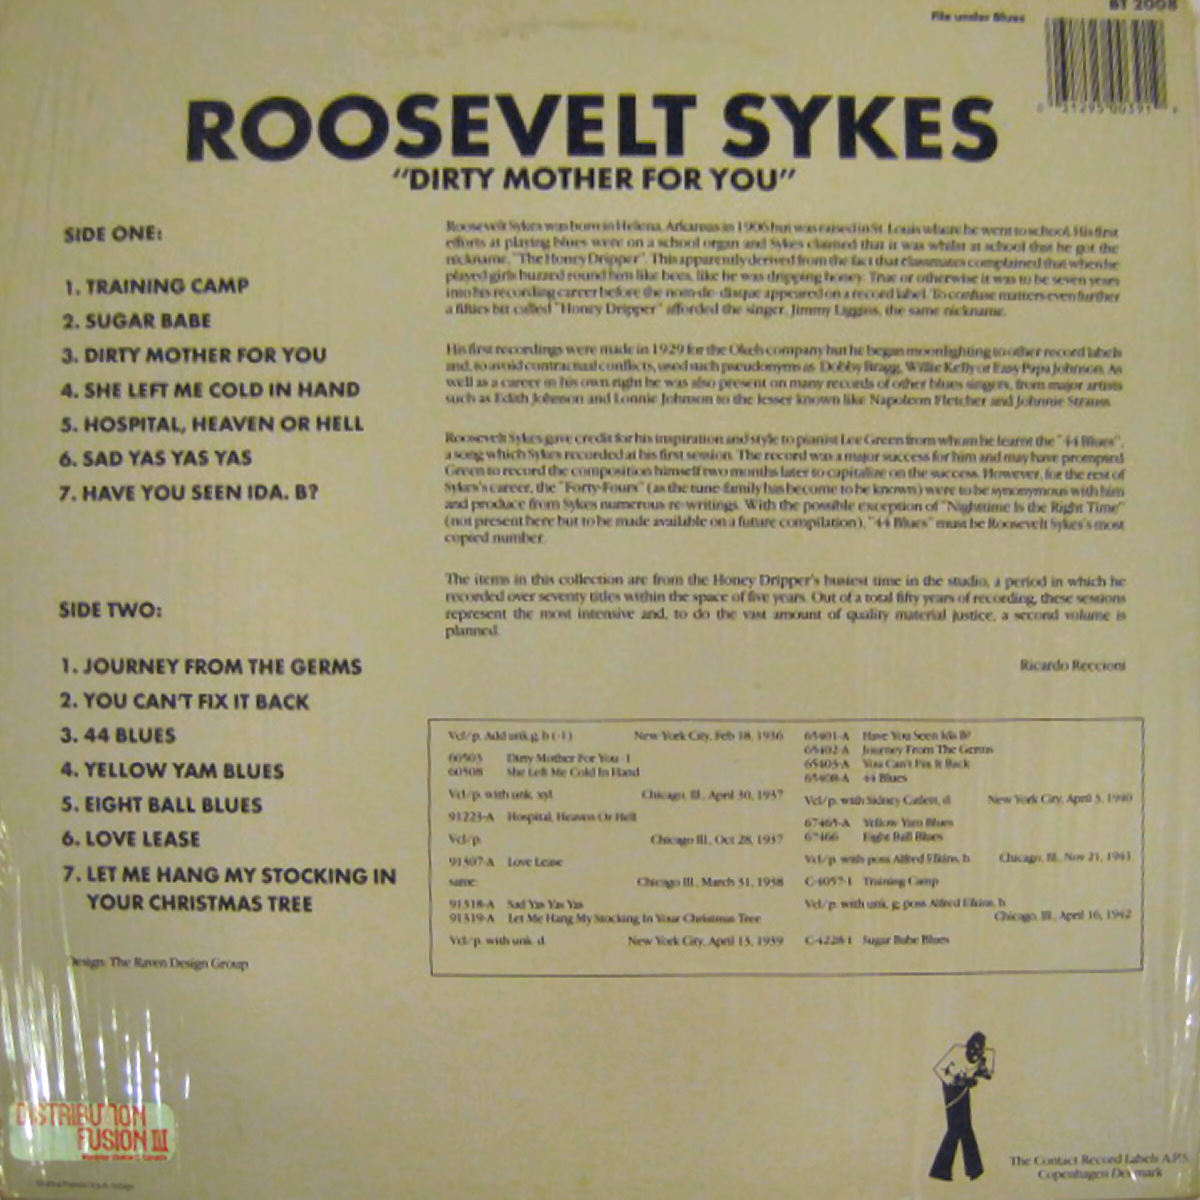 BT 2008
File under Blues
ROOSEVELT SYKES
"DIRTY MOTHER FOR YOU"
SIDE ONE:
1. TRAINING CAMP
2. SUGAR BABE
3. DIRTY MOTHER FOR YOU
4. SHE LEFT ME COLD IN HAND
5. HOSPITAL, HEAVEN OR HELL
6. SAD YAS YAS YAS
7. HAVE YOU SEEN IDA. B?
SIDE TWO:
1. JOURNEY FROM THE GERMS
2. YOU CAN'T FIX IT BACK
3. 44 BLUES
4. YELLOW YAM BLUES
5. EIGHT BALL BLUES
6. LOVE LEASE
7. LET ME HANG MY STOCKING IN
YOUR CHRISTMAS TREE
Design: The Raven Design Group
Roosevelt Sykes was born in Helena, Arkansas in 1906 but was raised in St. Louis where he went to school. His first
efforts at playing blues were on a school organ and Sykes claimed that it was whilst at school that he got the
nickname, "The Honey Dripper". This apparently derived from the fact that classmates complained that when he
played girls buzzed round him like bees, like he was dripping honey. True or otherwise it was to be seven years
into his recording career before the nom-de-disque appeared on a record label. To confuse matters even further
a fifties hit called "Honey Dripper" afforded the singer, Jimmy Liggins, the same nickname.
His first recordings were made in 1929 for the Okeh company but he began moonlighting to other record labels
and, to avoid contractual conflicts, used such pseudonyms as Dobby Bragg, Willie Kelly or Easy Papa Johnson. As
well as a career in his own right he was also present on many records of other blues singers, from major artists
such as Edith Johnson and Lonnie Johnson to the lesser known like Napoleon Fletcher and Johnnie Strauss.
Roosevelt Sykes gave credit for his inspiration and style to pianist Lee Green from whom he learnt the "44 Blues",
a song which Sykes recorded at his first session. The record was a major success for him and may have prompted
Green to record the composition himself two months later to capitalize on the success. However, for the rest of
Sykes's career, the "Forty-Fours" (as the tune-family has become to be known) were to be synonymous with him
and produce from Sykes numerous re-writings. With the possible exception of "Nighttime Is the Right Time"
(not present here but to be made available on a future compilation), "44 Blues" must be Roosevelt Sykes's most
copied number.
The items in this collection are from the Honey Dripper's busiest time in the studio, a period in which he
recorded over seventy titles within the space of five years. Out of a total fifty years of recording, these sessions
represent the most intensive and, to do the vast amount of quality material justice, a second volume is
planned.
Ricardo Reccioni
Vcl/p. Add unk.g, b (-1) New York City, Feb 18, 1936
60503 Dirty Mother For You -1
60508 She Left Me Cold In Hand
Vcl/p. with unk. xyl. Chicago, Ill., April 30, 1937
91223-A Hospital, Heaven Or Hell
Vcl/p. Chicago Ill., Oct 28, 1937
91307-A Love Lease
same: Chicago Ill., March 31, 1938
91318-A Sad Yas Yas Yas
91319-A Let Me Hang My Stocking In Your Christmas Tree
Vcl/p. with unk. d. New York City, April 13, 1939
65401-A Have You Seen Ida B?
65402-A Journey From The Germs
65403-A You Can't Fix It Back
65408-A 44 Blues
Vcl/p. with Sidney Catlett, d. New York City, April 3, 1940
67465-A Yellow Yam Blues
67466 Eight Ball Blues
Vcl/p. with poss Alfred Elkins, b. Chicago, Ill., Nov 21, 1941
C-4057-1 Training Camp
Vcl/p. with unk. g, poss Alfred Elkins, b.
Chicago, Ill., April 16, 1942
C-4228-1 Sugar Babe Blues
DISTRIBUTION
FUSION III
The Contact Record Labels A.P.S.
Copenhagen Denmark